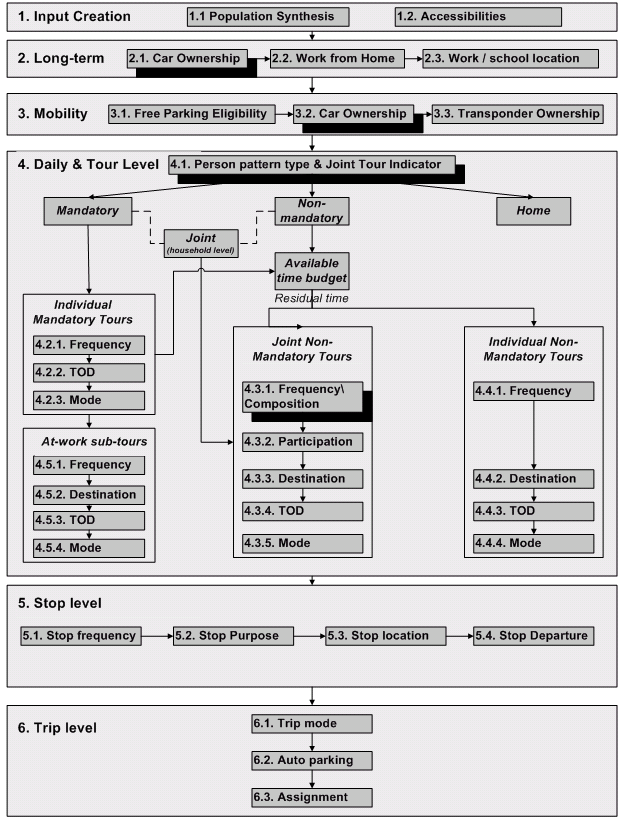 1. Input Creation
1.1 Population Synthesis
1.2. Accessibilities
2. Long-term
2.1. Car Ownership
2.2. Work from Home
2.3. Work / school location
3. Mobility
3.1. Free Parking Eligibility
3.2. Car Ownership
3.3. Transponder Ownership
4. Daily & Tour Level
4.1. Person pattern type & Joint Tour Indicator
Mandatory
Non-
mandatory
Home
Joint
(household level)
Available
time budget
Residual time
Individual
Mandatory Tours
4.2.1. Frequency
4.2.2. TOD
4.2.3. Mode
At-work sub-tours
4.5.1. Frequency
4.5.2. Destination
4.5.3. TOD
4.5.4. Mode
Joint Non-
Mandatory Tours
4.3.1. Frequency\
Composition
4.3.2. Participation
4.3.3. Destination
4.3.4. TOD
4.3.5. Mode
Individual Non-
Mandatory Tours
4.4.1. Frequency
4.4.2. Destination
4.4.3. TOD
4.4.4. Mode
5. Stop level
5.1. Stop frequency
5.2. Stop Purpose
5.3. Stop location
5.4. Stop Departure
6. Trip level
6.1. Trip mode
6.2. Auto parking
6.3. Assignment